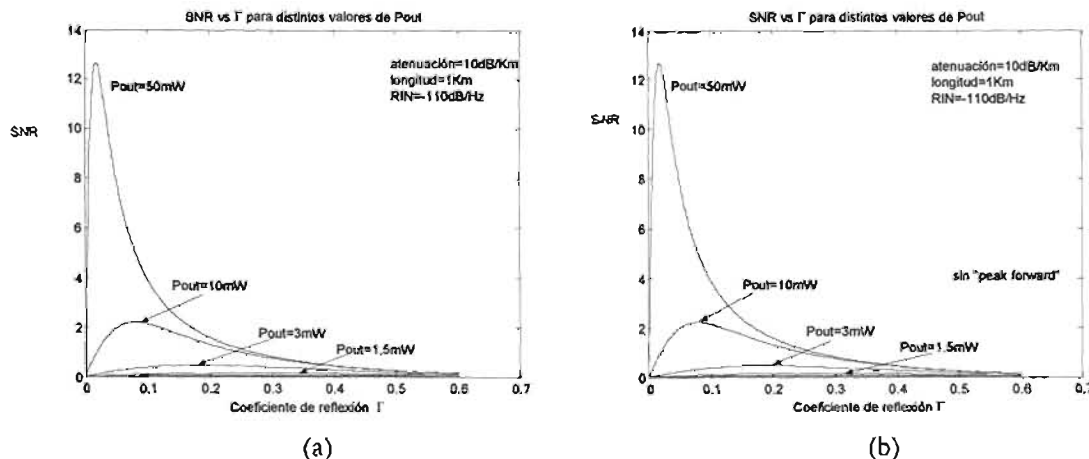 SNR vs Γ para distintos valores de Pout
14
12
10
8
6
4
2
0
SNR
Pout=50mW
atenuación=10dB/Km
longitud=1Km
RIN=-110dB/Hz
Pout=10mW
Pout=3mW
Pout=1,5mW
0
0.1
0.2
0.3
0.4
0.5
0.6
0.7
Coeficiente de reflexión Γ
(a)
SNR vs Γ para distintos valores de Pout
14
12
10
8
6
4
2
0
SNR
Pout=50mW
atenuación=10dB/Km
longitud=1Km
RIN=-110dB/Hz
sin "peak forward"
Pout=10mW
Pout=3mW
Pout=1.5mW
0
0.1
0.2
0.3
0.4
0.5
0.6
0.7
Coeficiente de reflexión Γ
(b)